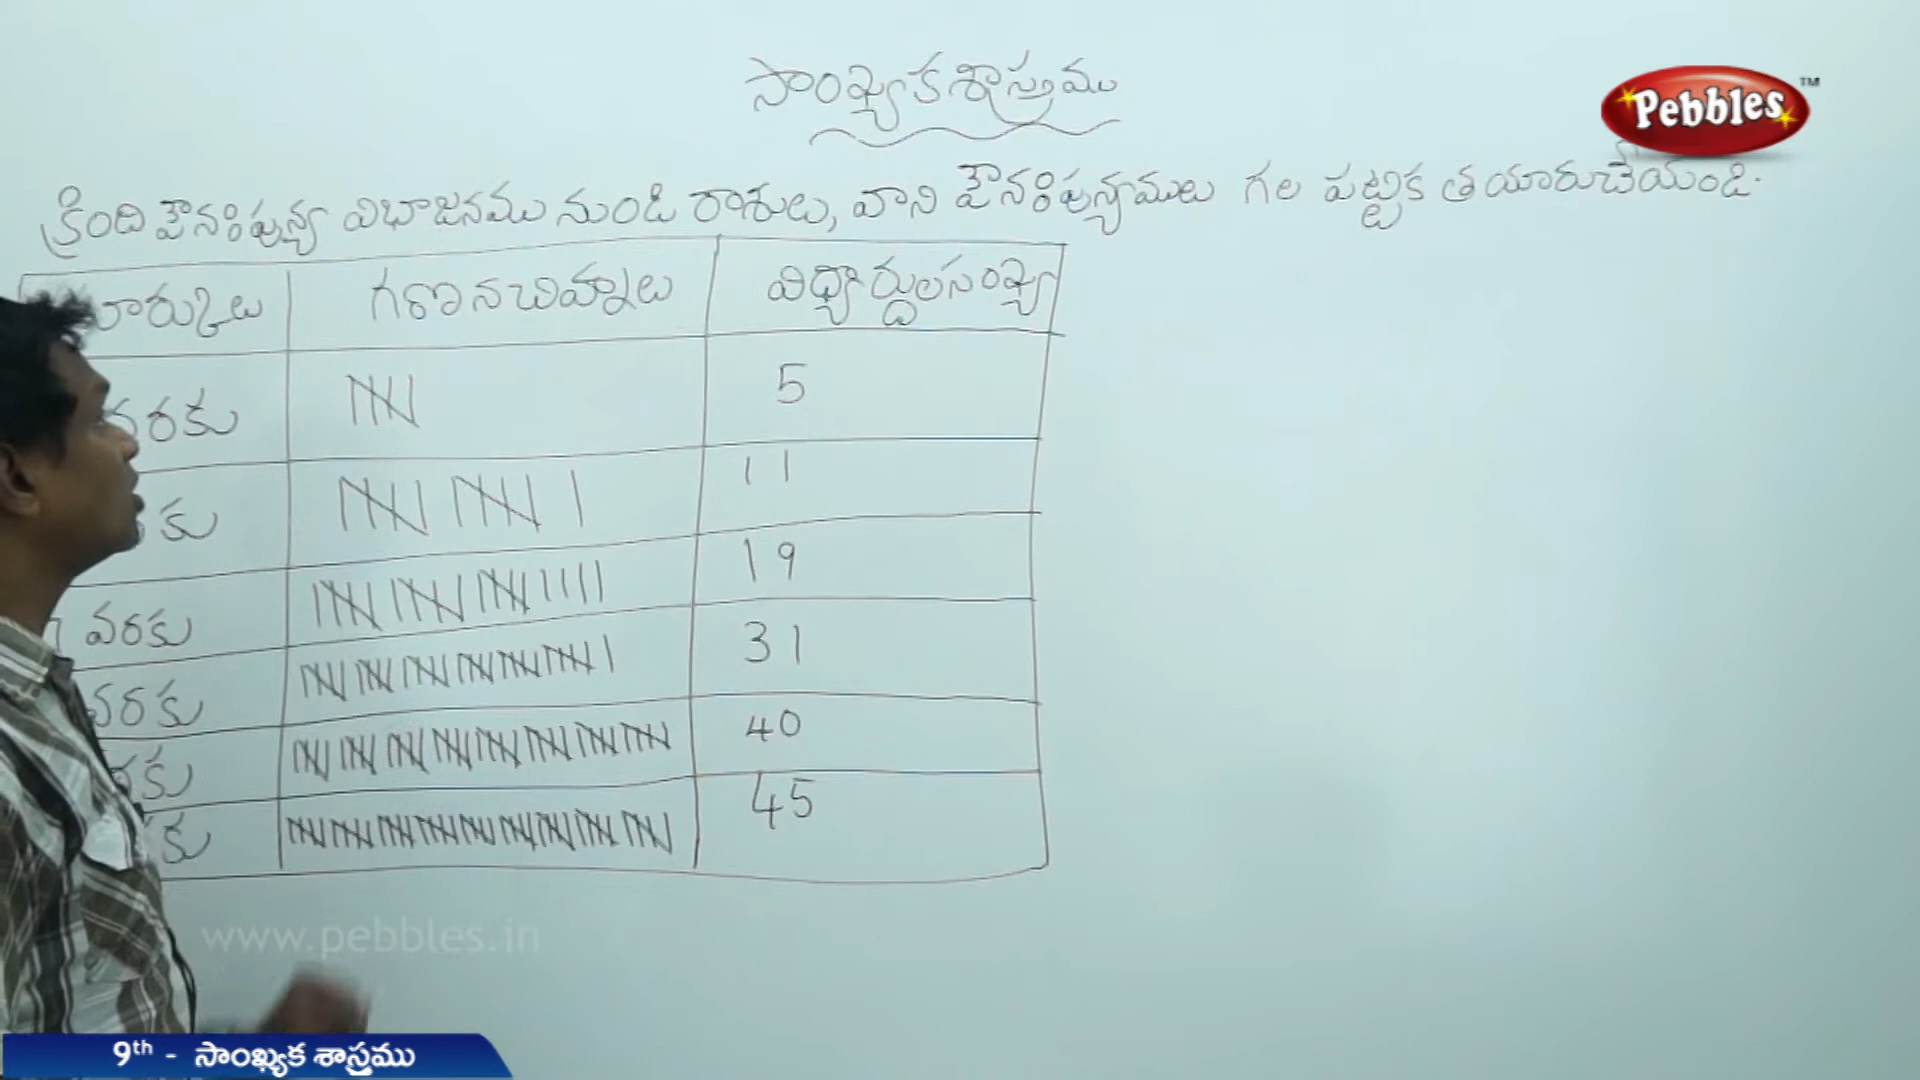 సాంఖ్యక శాస్త్రము
Pebbles™
క్రింది పౌనఃపున్య విభాజనము నుండి రాశులు, వాని పౌనఃపున్యములు గల పట్టిక తయారుచేయండి.
గణన చిహ్నాలు విద్యార్థుల సంఖ్య
వరకు 5
11
వరకు 19
వరకు 31
40
45
www.pebbles.in
9th - సాంఖ్యక శాస్త్రము